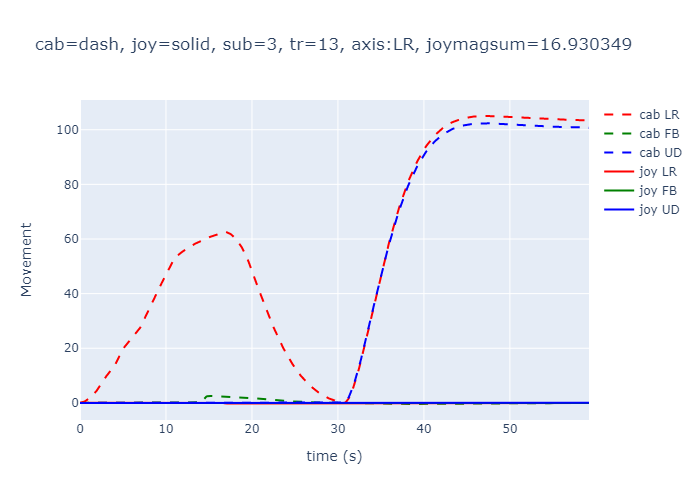 cab=dash, joy=solid, sub=3, tr=13, axis:LR, joymagsum=16.930349
cab LR
cab FB
cab UD
joy LR
joy FB
joy UD
Movement
100
80
60
40
20
0
0 10 20 30 40 50
time (s)